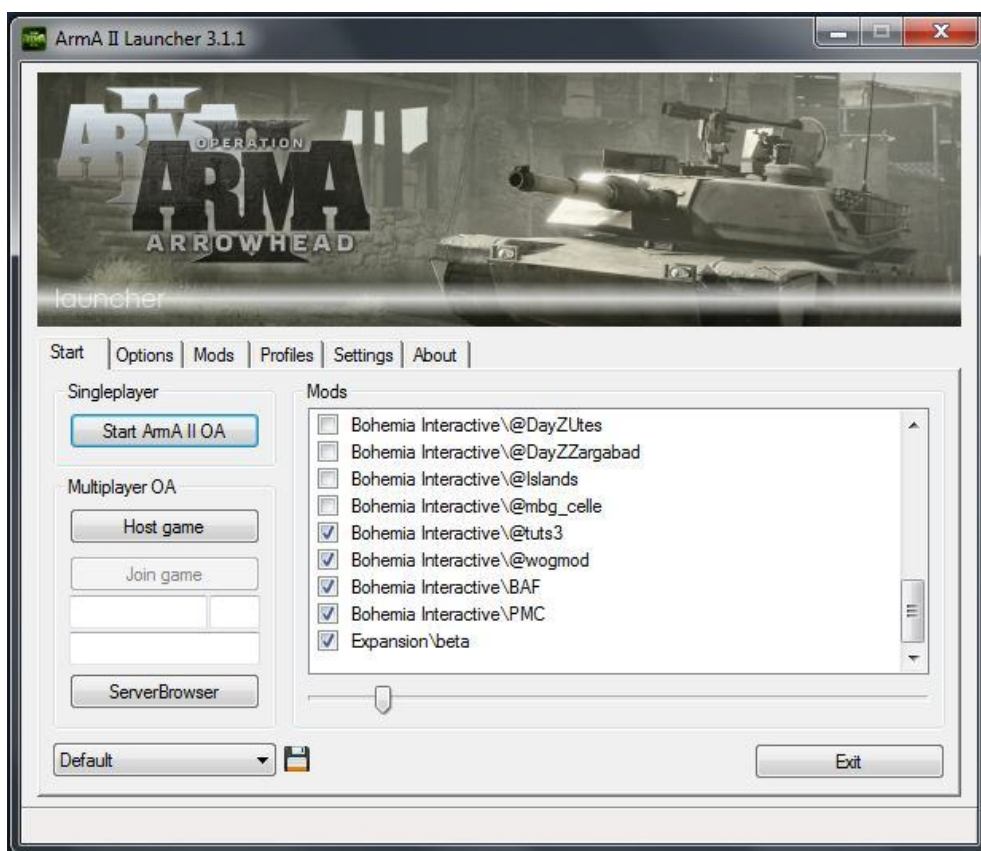 ArmA II Launcher 3.1.1
ARMA II
OPERATION
ARMA II
ARROWHEAD
launcher
Start Options Mods Profiles Settings About
Singleplayer
Start ArmA II OA
Multiplayer OA
Host game
Join game
ServerBrowser
Mods
Bohemia Interactive\@DayZUtes
Bohemia Interactive\@DayZZargabad
Bohemia Interactive\@Islands
Bohemia Interactive\@mbg_celle
Bohemia Interactive\@tuts3
Bohemia Interactive\@wogmod
Bohemia Interactive\BAF
Bohemia Interactive\PMC
Expansion\beta
Default
Exit